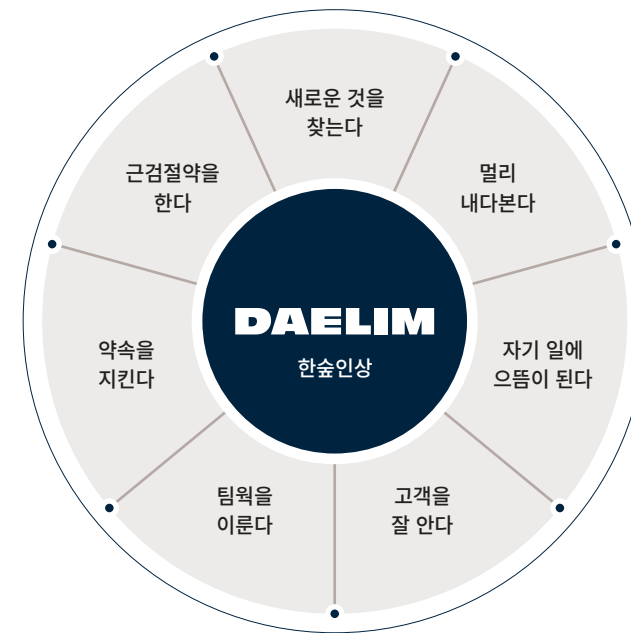 새로운 것을
찾는다
멀리
내다본다
자기 일에
으뜸이 된다
고객을
잘 안다
팀웍을
이룬다
약속을
지킨다
근검절약을
한다
DAELIM
한숲인상